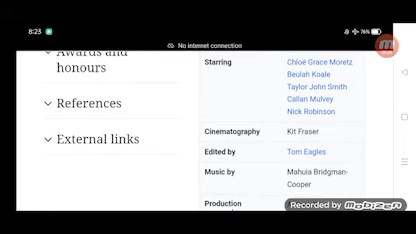 8:23
76%
No internet connection
Awards and
honours
References
External links
Starring
Chloë Grace Moretz
Beulah Koale
Taylor John Smith
Callan Mulvey
Nick Robinson
Cinematography
Kit Fraser
Edited by
Tom Eagles
Music by
Mahuia Bridgman-
Cooper
Production
Recorded by Mobizen